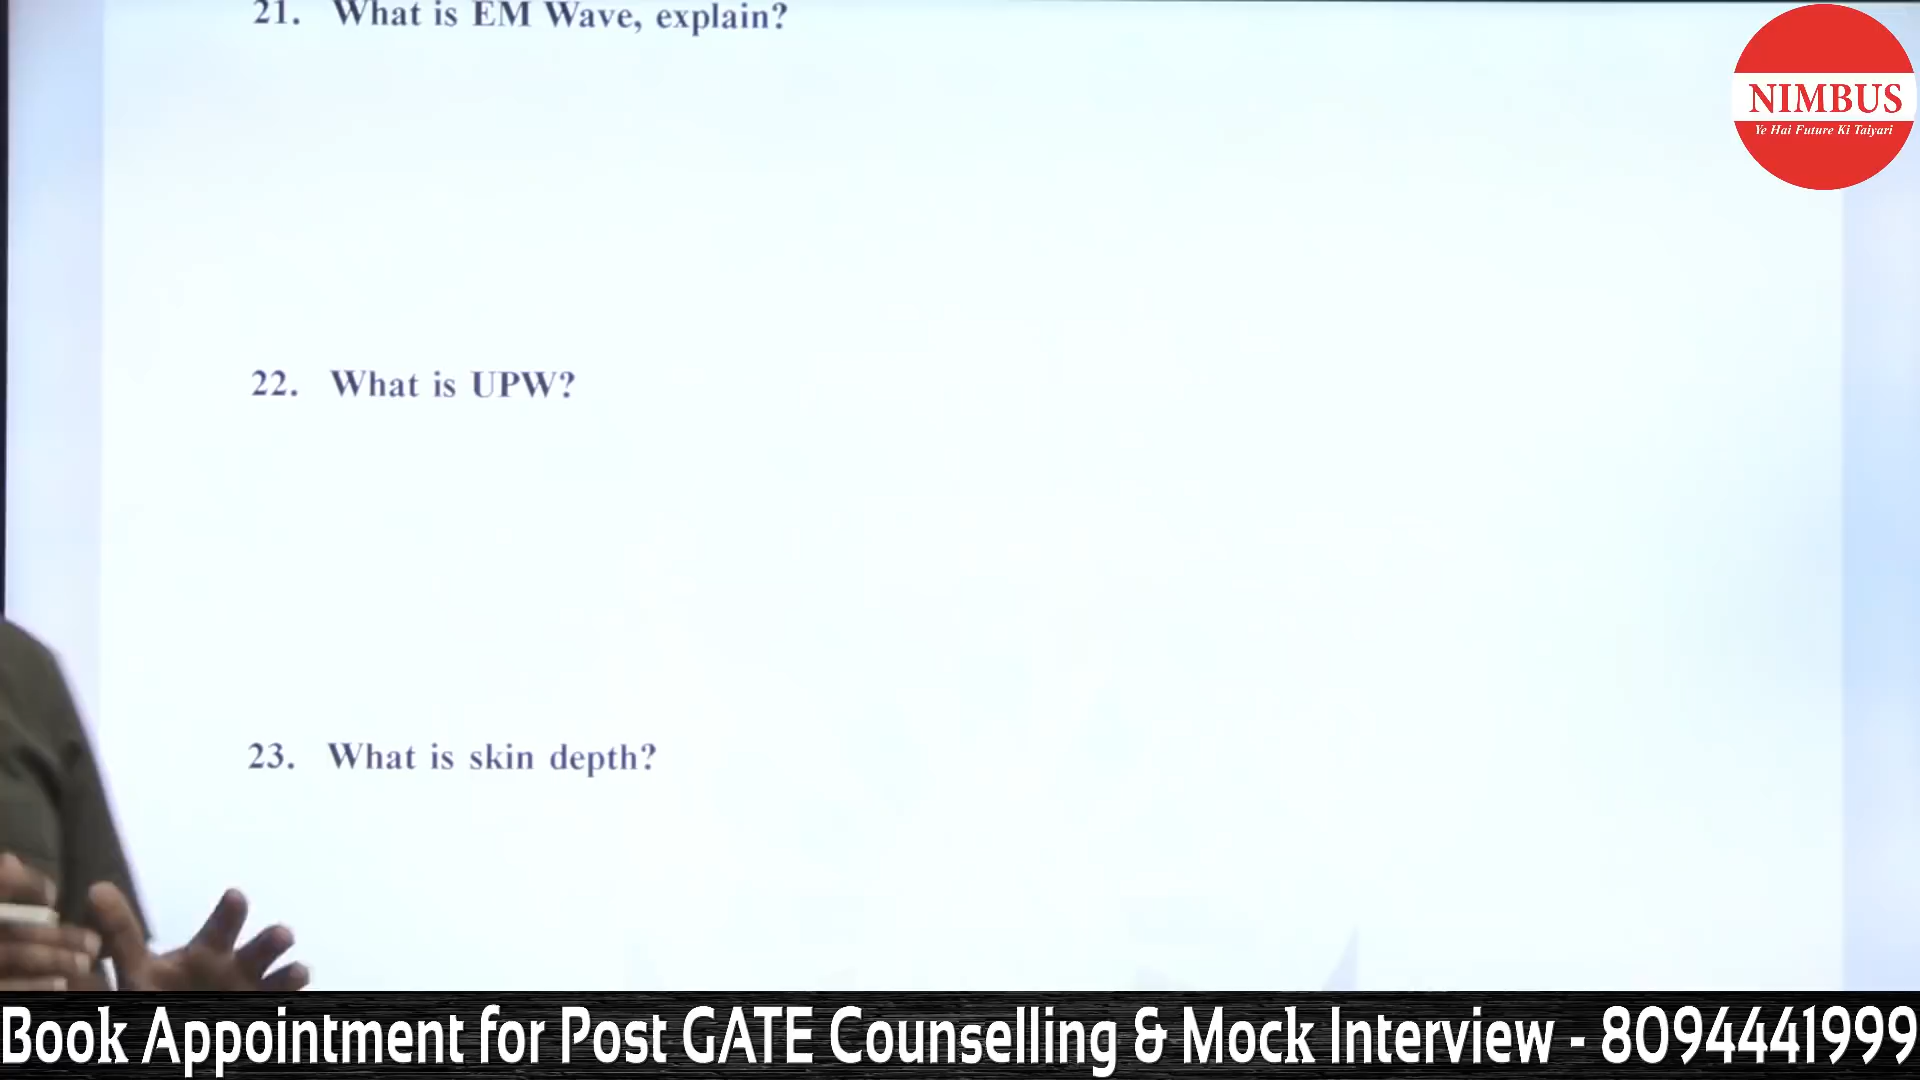 21. What is EM Wave, explain?
NIMBUS
Ye Hai Future Ki Taiyari
22. What is UPW?
23. What is skin depth?
Book Appointment for Post GATE Counselling & Mock Interview - 8094441999